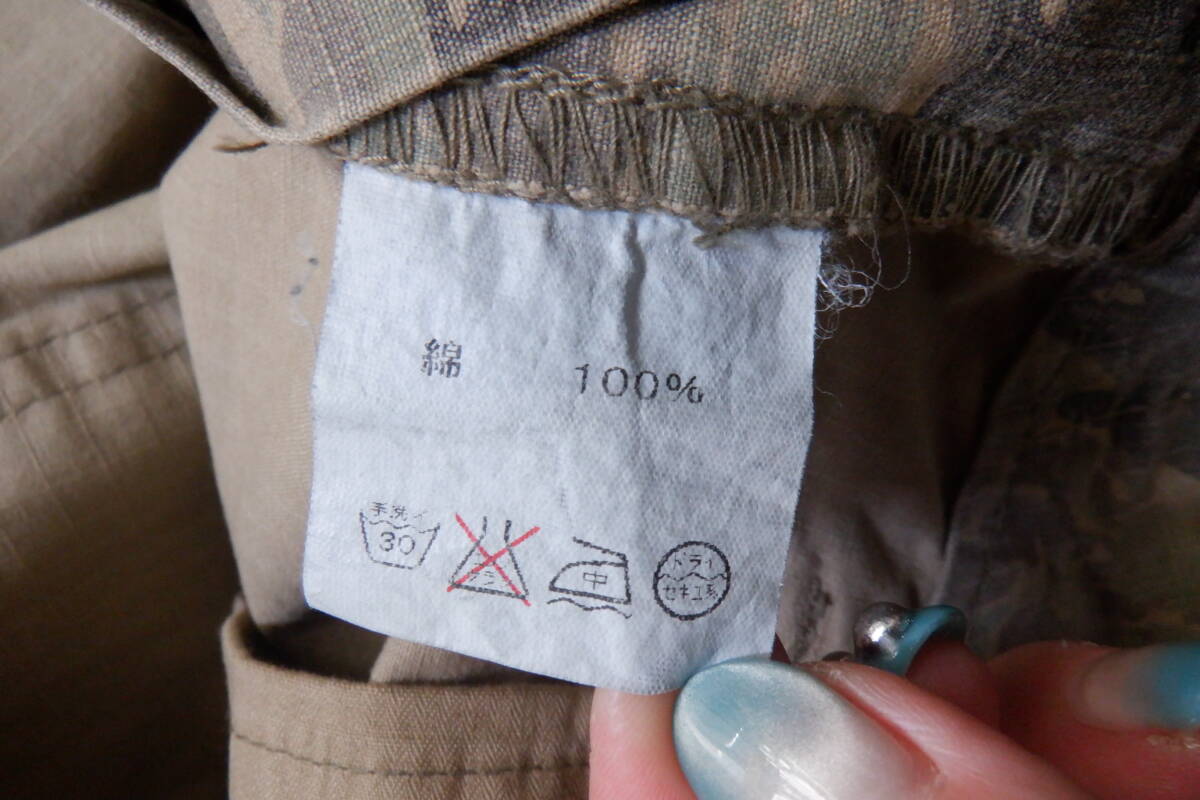 綿 100%
手洗イ
30
中
ドライ
セキユ系